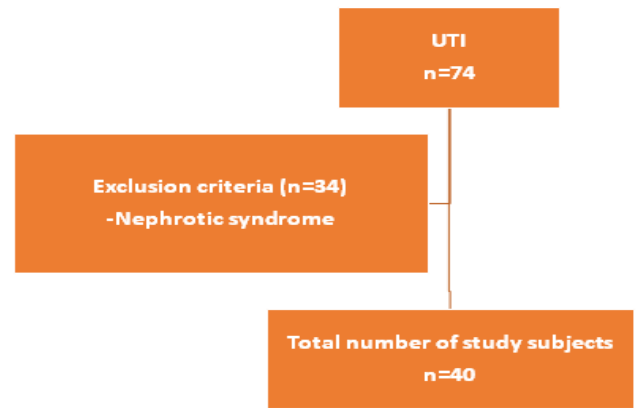 UTI
n=74
Exclusion criteria (n=34)
-Nephrotic syndrome
Total number of study subjects
n=40